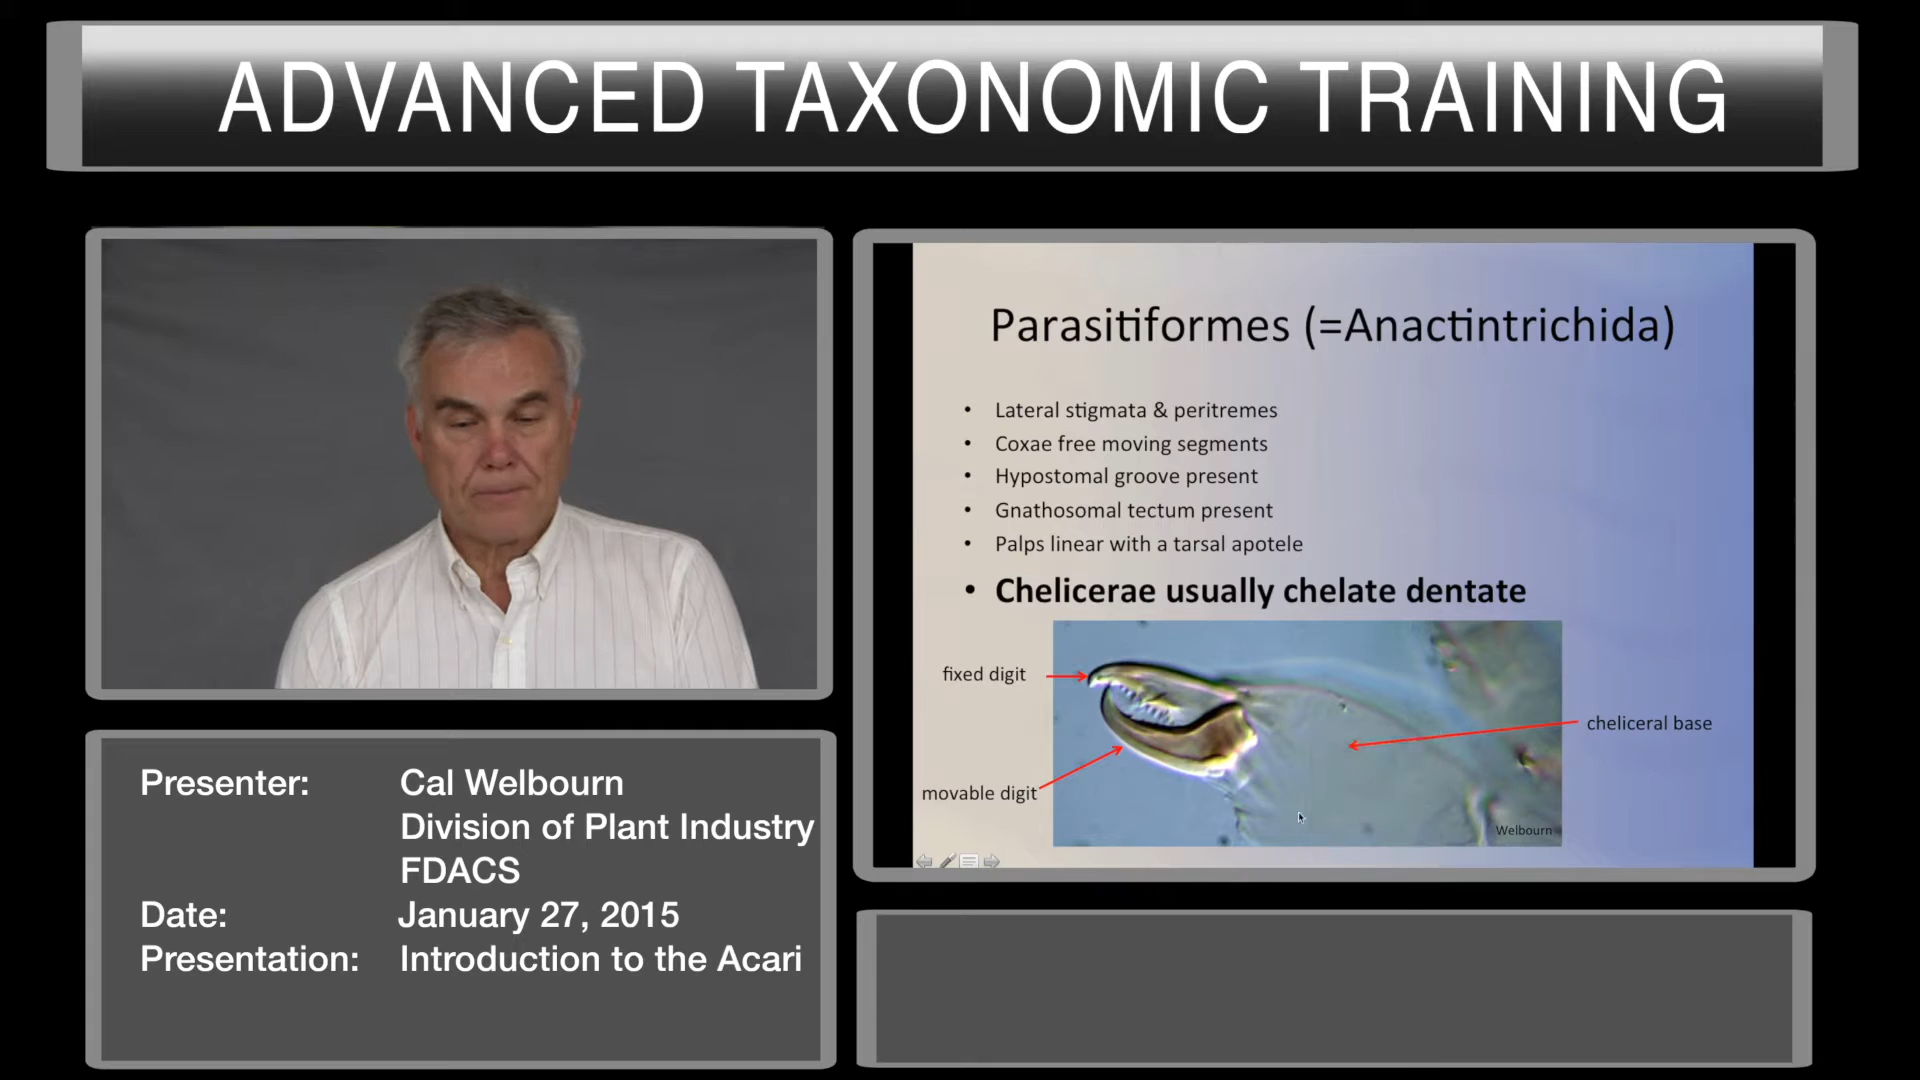 ADVANCED TAXONOMIC TRAINING
Parasitiformes (=Anactintrichida)
• Lateral stigmata & peritremes
• Coxae free moving segments
• Hypostomal groove present
• Gnathosomal tectum present
• Palps linear with a tarsal apotele
• Chelicerae usually chelate dentate
fixed digit
cheliceral base
movable digit
Welbourn
Presenter: Cal Welbourn
Division of Plant Industry
FDACS
Date: January 27, 2015
Presentation: Introduction to the Acari